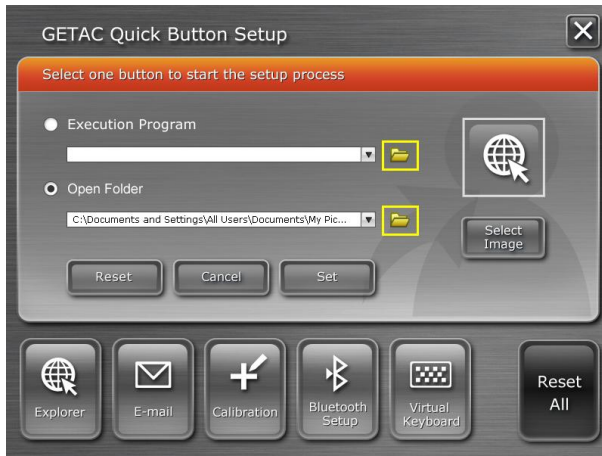 GETAC Quick Button Setup
Select one button to start the setup process
Execution Program
Open Folder
C:\Documents and Settings\All Users\Documents\My Pic...
Select
Image
Reset
Cancel
Set
Explorer
E-mail
Calibration
Bluetooth
Setup
Virtual
Keyboard
Reset
All